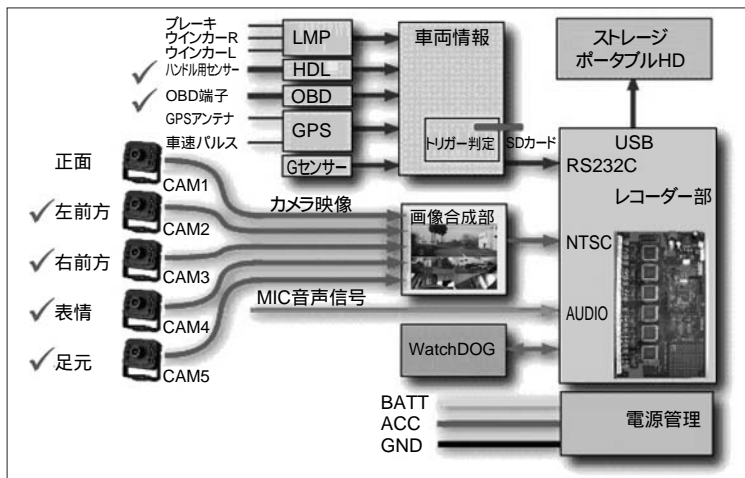 ブレーキ
ウインカーR
ウインカーL
ハンドル用センサー
OBD端子
GPSアンテナ
車速パルス
LMP
HDL
OBD
GPS
Gセンサー
車両情報
トリガー判定
SDカード
ストレージ
ポータブルHD
USB
RS232C
レコーダー部
NTSC
AUDIO
正面
CAM1
左前方
CAM2
右前方
CAM3
表情
CAM4
足元
CAM5
カメラ映像
画像合成部
MIC音声信号
WatchDOG
BATT
ACC
GND
電源管理